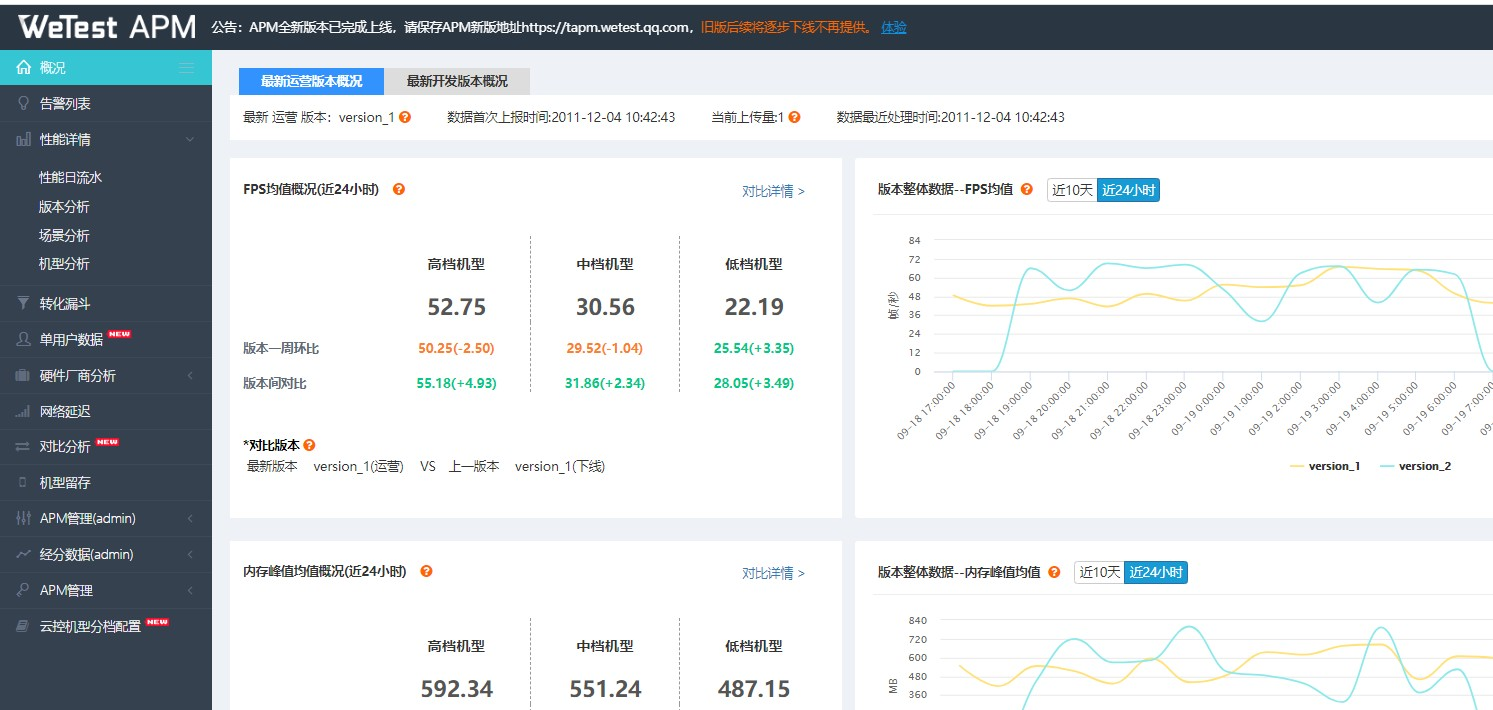 WeTest APM 公告：APM全新版本已完成上线，请保存APM新版地址https://tapm.wetest.qq.com，旧版后续将逐步下线不再提供。 体验
概况
告警列表
性能详情
性能日流水
版本分析
场景分析
机型分析
转化漏斗
单用户数据 NEW
硬件厂商分析
网络延迟
对比分析 NEW
机型留存
APM管理(admin)
经分数据(admin)
APM管理
云控机型分档配置 NEW
最新运营版本概况 最新开发版本概况
最新 运营 版本：version_1 ? 数据首次上报时间:2011-12-04 10:42:43 当前上传量:1 ? 数据最近处理时间:2011-12-04 10:42:43
FPS均值概况(近24小时) ? 对比详情 >
高档机型 中档机型 低档机型
52.75 30.56 22.19
版本一周环比 50.25(-2.50) 29.52(-1.04) 25.54(+3.35)
版本间对比 55.18(+4.93) 31.86(+2.34) 28.05(+3.49)
*对比版本 ?
最新版本 version_1(运营) VS 上一版本 version_1(下线)
版本整体数据--FPS均值 ? 近10天 近24小时
帧/秒
84
72
60
48
36
24
12
0
09-18 17:00:00
09-18 18:00:00
09-18 19:00:00
09-18 20:00:00
09-18 21:00:00
09-18 22:00:00
09-18 23:00:00
09-19 0:00:00
09-19 1:00:00
09-19 2:00:00
09-19 3:00:00
09-19 4:00:00
09-19 5:00:00
09-19 6:00:00
09-19 7:00:00
version_1 version_2
内存峰值均值概况(近24小时) ? 对比详情 >
高档机型 中档机型 低档机型
592.34 551.24 487.15
版本整体数据--内存峰值均值 ? 近10天 近24小时
MB
840
720
600
480
360